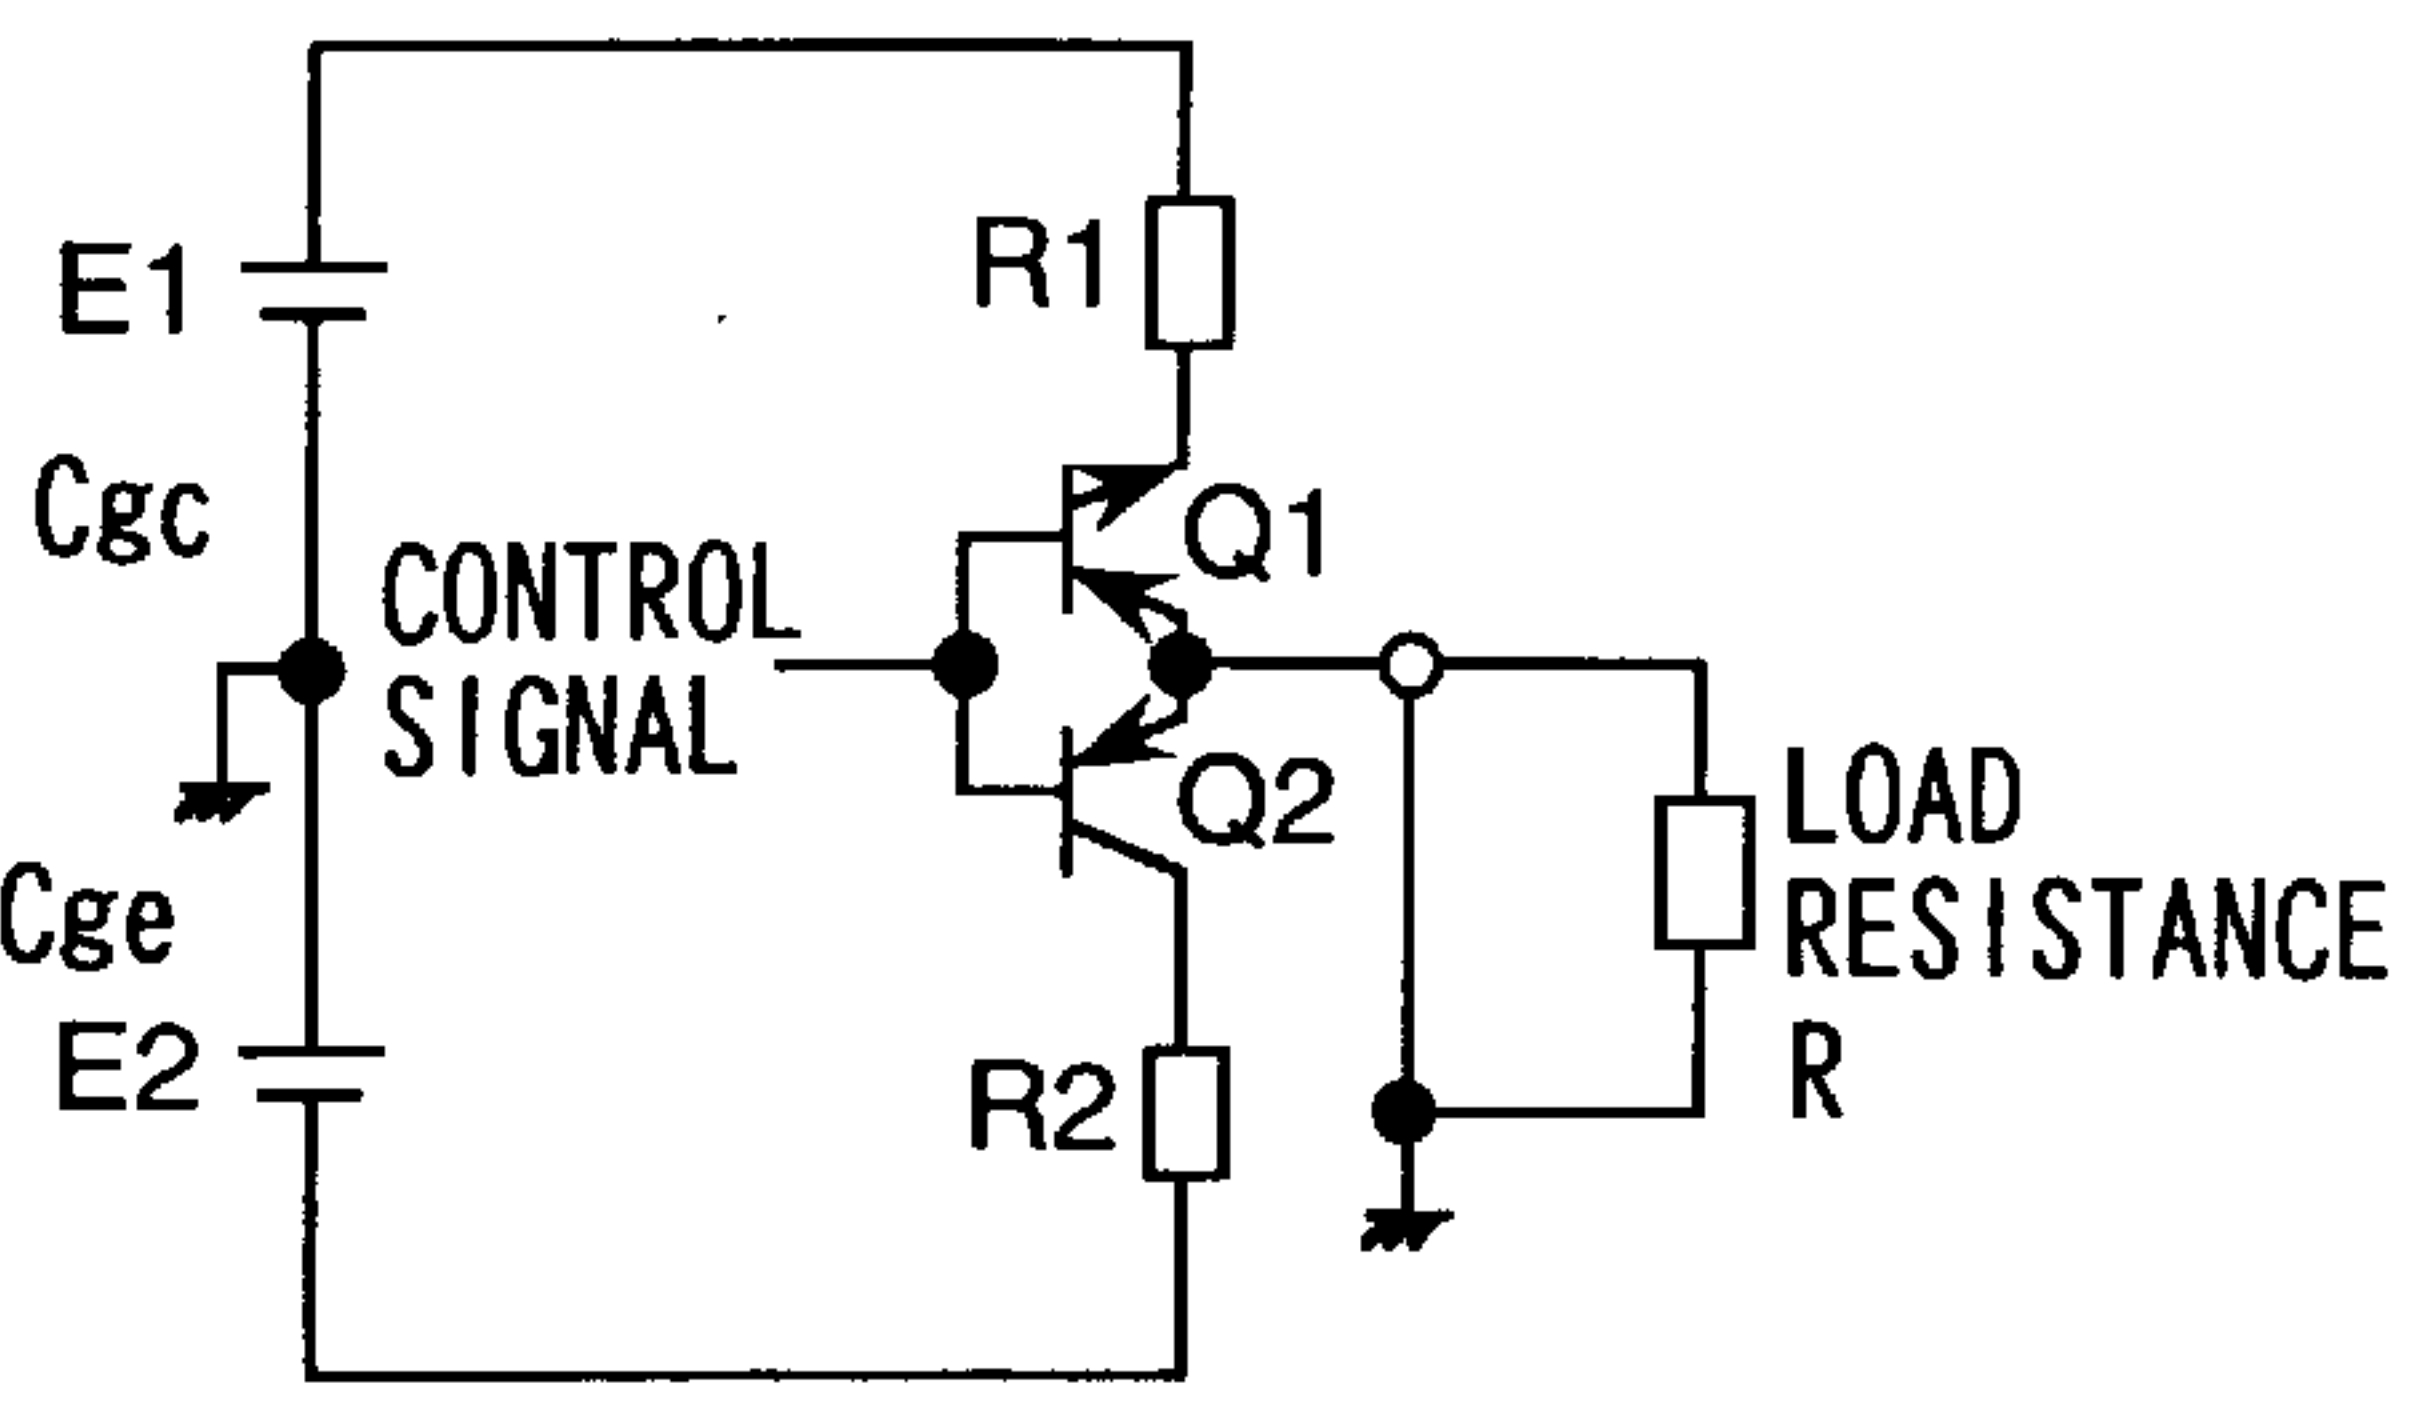 E1
R1
Cgc
Q1
CONTROL
SIGNAL
Q2
LOAD
RESISTANCE
R
Cge
E2
R2